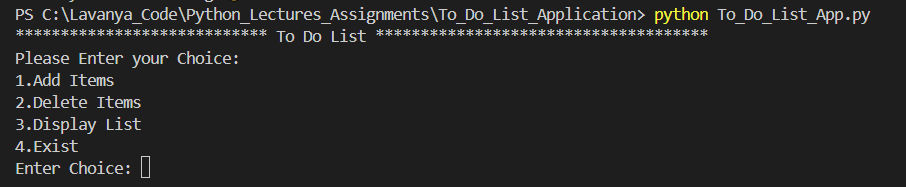 PS C:\Lavanya_Code\Python_Lectures_Assignments\To_Do_List_Application> python To_Do_List_App.py
**************************** To Do List *************************************
Please Enter your Choice:
1.Add Items
2.Delete Items
3.Display List
4.Exist
Enter Choice: